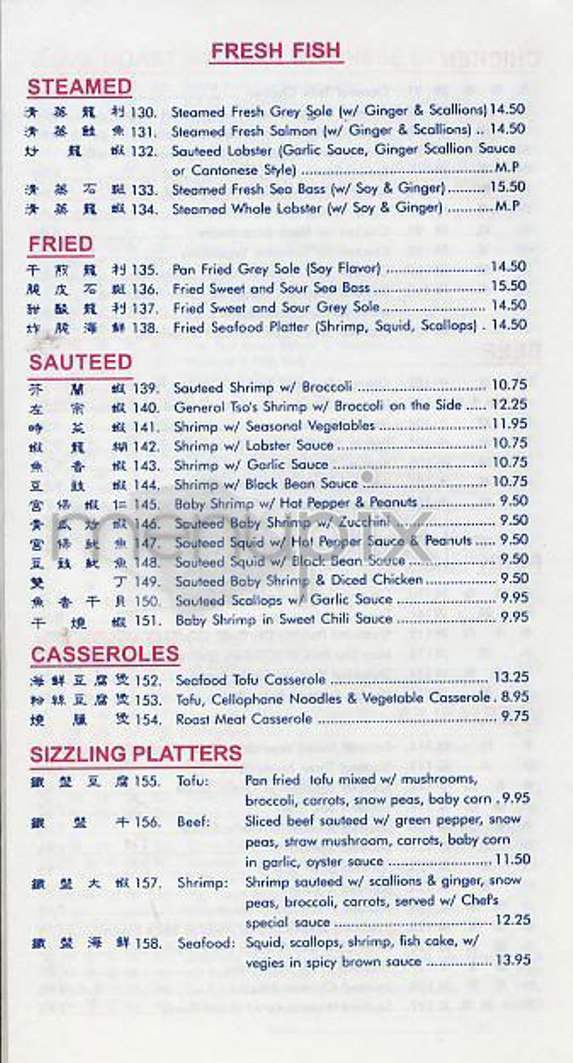 FRESH FISH
STEAMED
清 蒸 龍 利 130. Steamed Fresh Grey Sole (w/ Ginger & Scallions) 14.50
清 蒸 鮭 魚 131. Steamed Fresh Salmon (w/ Ginger & Scallions) .. 14.50
炒 龍 蝦 132. Sauteed Lobster (Garlic Sauce, Ginger Scallion Sauce
or Cantonese Style) ........ M.P
清 蒸 石 斑 133. Steamed Fresh Sea Bass (w/ Soy & Ginger) ......... 15.50
清 蒸 龍 蝦 134. Steamed Whole Lobster (w/ Soy & Ginger) ........... M.P
FRIED
干 煎 龍 利 135. Pan Fried Grey Sole (Soy Flavor) ........ 14.50
脆 皮 石 斑 136. Fried Sweet and Sour Sea Bass ........ 15.50
甜 酸 龍 利 137. Fried Sweet and Sour Grey Sole ........ 14.50
炸 脆 海 鮮 138. Fried Seafood Platter (Shrimp, Squid, Scallops) . 14.50
SAUTEED
芥 蘭 蝦 139. Sauteed Shrimp w/ Broccoli ........ 10.75
左 宗 蝦 140. General Tso's Shrimp w/ Broccoli on the Side ..... 12.25
時 菜 蝦 141. Shrimp w/ Seasonal Vegetables ........ 11.95
蝦 龍 糊 142. Shrimp w/ Lobster Sauce ........ 10.75
魚 香 蝦 143. Shrimp w/ Garlic Sauce ........ 10.75
豆 豉 蝦 144. Shrimp w/ Black Bean Sauce ........ 10.75
宮 保 蝦 仁 145. Baby Shrimp w/ Hot Pepper & Peanuts ........ 9.50
青 瓜 炒 蝦 146. Sauteed Baby Shrimp w/ Zucchini ........ 9.50
宮 保 魷 魚 147. Sauteed Squid w/ Hot Pepper Sauce & Peanuts ..... 9.50
豆 豉 魷 魚 148. Sauteed Squid w/ Black Bean Sauce ........ 9.50
雙 丁 149. Sauteed Baby Shrimp & Diced Chicken ........ 9.50
魚 香 干 貝 150. Sauteed Scallops w/ Garlic Sauce ........ 9.95
干 燒 蝦 151. Baby Shrimp in Sweet Chili Sauce ........ 9.95
menupix
CASSEROLES
海 鮮 豆 腐 煲 152. Seafood Tofu Casserole ........ 13.25
粉 絲 豆 腐 煲 153. Tofu, Cellophane Noodles & Vegetable Casserole . 8.95
燒 臘 煲 154. Roast Meat Casserole ........ 9.75
SIZZLING PLATTERS
鐵 盤 豆 腐 155. Tofu: Pan fried tofu mixed w/ mushrooms,
broccoli, carrots, snow peas, baby corn . 9.95
鐵 盤 牛 156. Beef: Sliced beef sauteed w/ green pepper, snow
peas, straw mushroom, carrots, baby corn
in garlic, oyster sauce ........ 11.50
鐵 盤 大 蝦 157. Shrimp: Shrimp sauteed w/ scallions & ginger, snow
peas, broccoli, carrots, served w/ Chef's
special sauce ........ 12.25
鐵 盤 海 鮮 158. Seafood: Squid, scallops, shrimp, fish cake, w/
vegies in spicy brown sauce ........ 13.95